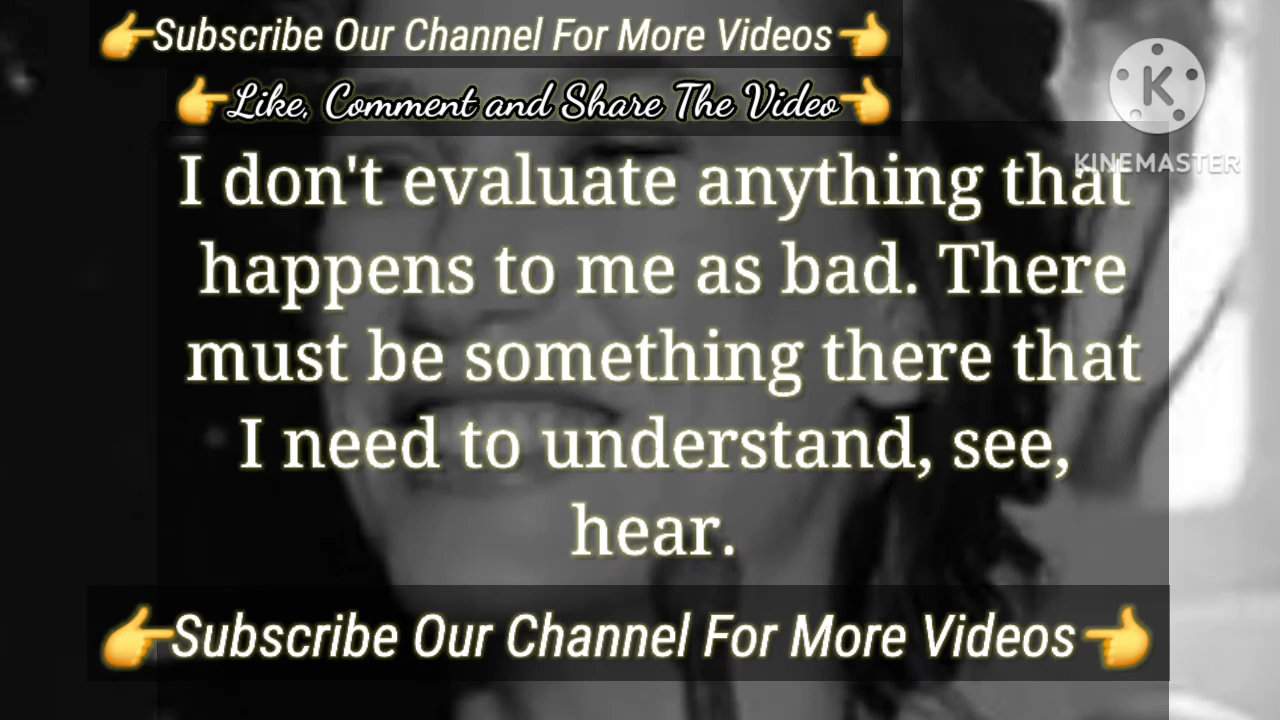 👉Subscribe Our Channel For More Videos👈
👉Like, Comment and Share The Video👈
K
KINEMASTER
I don't evaluate anything that
happens to me as bad. There
must be something there that
I need to understand, see,
hear.
👉Subscribe Our Channel For More Videos👈